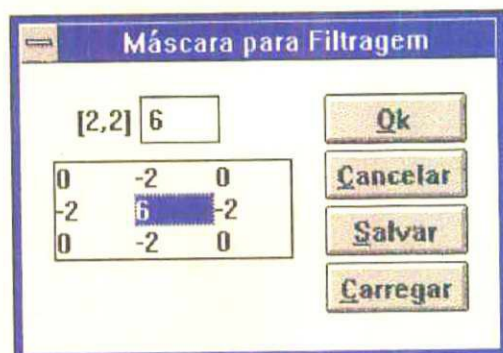 Máscara para Filtragem
[2,2] 6
0 -2 0
-2 6 -2
0 -2 0
Ok
Cancelar
Salvar
Carregar